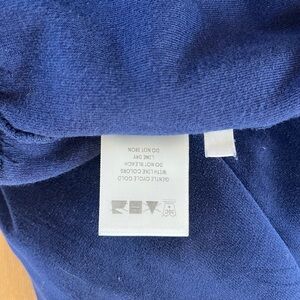 GENTLE CYCLE COLD
WITH LIKE COLORS
DO NOT BLEACH
LINE DRY
DO NOT IRON